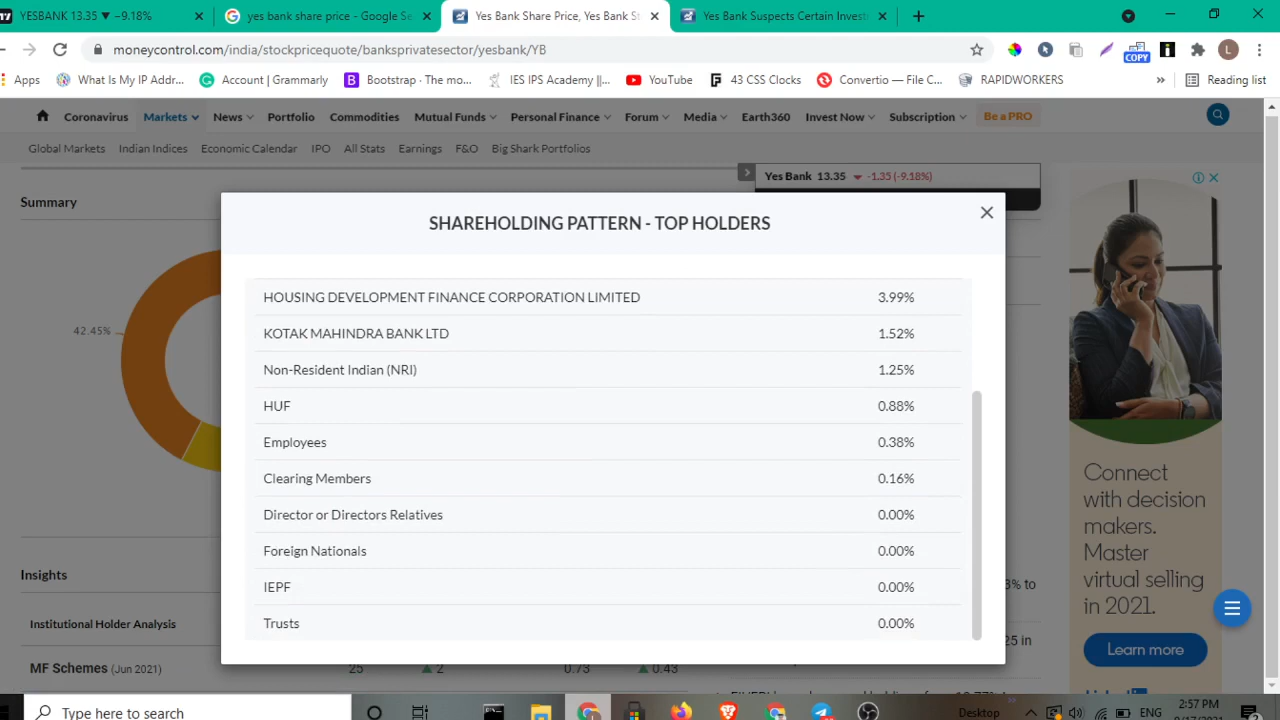 YESBANK 13.35 ▼ −9.18%
yes bank share price - Google Se
Yes Bank Share Price, Yes Bank St
Yes Bank Suspects Certain Invest
moneycontrol.com/india/stockpricequote/banksprivatesector/yesbank/YB
COPY
L
Apps
What Is My IP Addr...
Account | Grammarly
Bootstrap · The mo...
IES IPS Academy ||...
YouTube
43 CSS Clocks
Convertio — File C...
RAPIDWORKERS
»
Reading list
Coronavirus
Markets
News
Portfolio
Commodities
Mutual Funds
Personal Finance
Forum
Media
Earth360
Invest Now
Subscription
Be a PRO
Global Markets
Indian Indices
Economic Calendar
IPO
All Stats
Earnings
F&O
Big Shark Portfolios
Yes Bank 13.35 ▼ -1.35 (-9.18%)
Summary
42.45%
SHAREHOLDING PATTERN - TOP HOLDERS
HOUSING DEVELOPMENT FINANCE CORPORATION LIMITED 3.99%
KOTAK MAHINDRA BANK LTD 1.52%
Non-Resident Indian (NRI) 1.25%
HUF 0.88%
Employees 0.38%
Clearing Members 0.16%
Director or Directors Relatives 0.00%
Foreign Nationals 0.00%
IEPF 0.00%
Trusts 0.00%
Insights
Institutional Holder Analysis
MF Schemes (Jun 2021) 25 ▲ 2 0.73 ▲ 0.43
% to
25 in
Connect
with decision
makers.
Master
virtual selling
in 2021.
Learn more
Type here to search
Desktop
ENG
2:57 PM